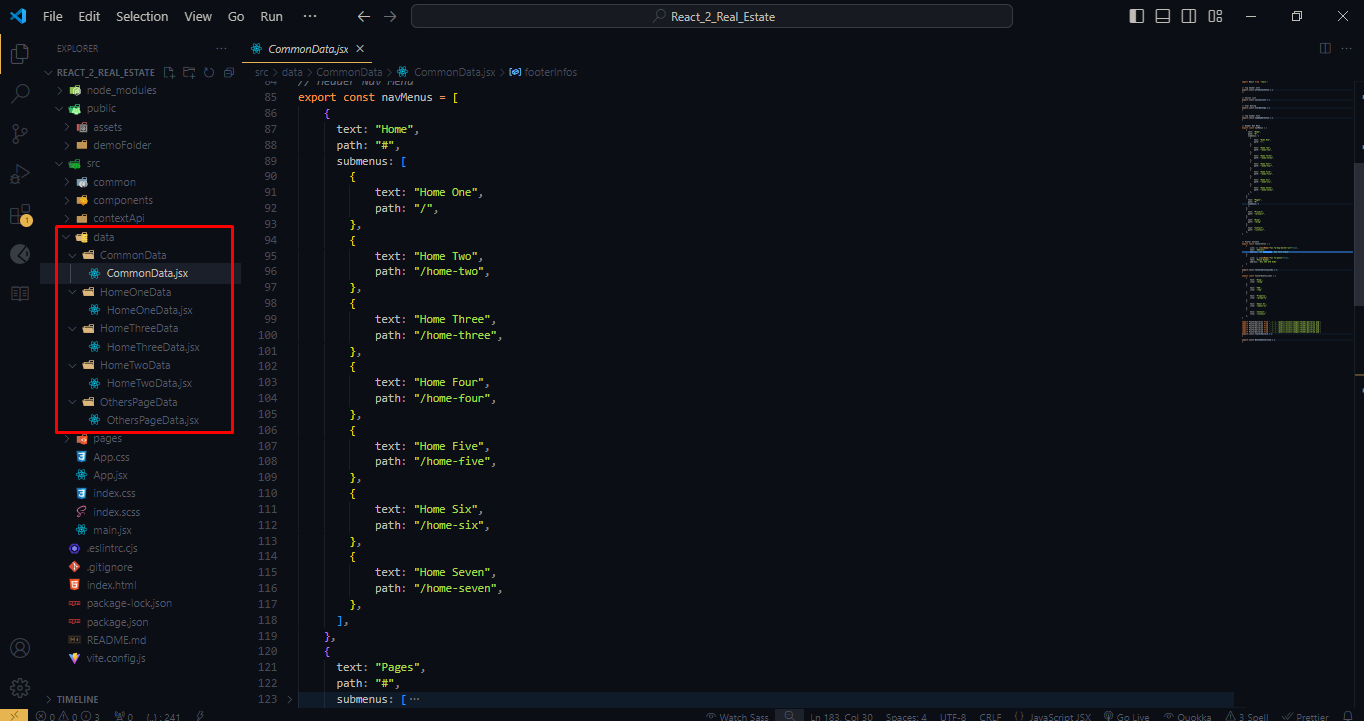 File Edit Selection View Go Run ··· React_2_Real_Estate
EXPLORER ···
REACT_2_REAL_ESTATE
node_modules
public
assets
demoFolder
src
common
components
contextApi
data
CommonData
CommonData.jsx
HomeOneData
HomeOneData.jsx
HomeThreeData
HomeThreeData.jsx
HomeTwoData
HomeTwoData.jsx
OthersPageData
OthersPageData.jsx
pages
App.css
App.jsx
index.css
index.scss
main.jsx
.eslintrc.cjs
.gitignore
index.html
package-lock.json
package.json
README.md
vite.config.js
TIMELINE
1
CommonData.jsx
src > data > CommonData > CommonData.jsx > footerInfos
84 // Header Nav Menu
85 export const navMenus = [
86 {
87 text: "Home",
88 path: "#",
89 submenus: [
90 {
91 text: "Home One",
92 path: "/",
93 },
94 {
95 text: "Home Two",
96 path: "/home-two",
97 },
98 {
99 text: "Home Three",
100 path: "/home-three",
101 },
102 {
103 text: "Home Four",
104 path: "/home-four",
105 },
106 {
107 text: "Home Five",
108 path: "/home-five",
109 },
110 {
111 text: "Home Six",
112 path: "/home-six",
113 },
114 {
115 text: "Home Seven",
116 path: "/home-seven",
117 },
118 ],
119 },
120 {
121 text: "Pages",
122 path: "#",
123 submenus: [ ···
0 0 3 0 (..) : 241 Watch Sass Ln 183, Col 30 Spaces: 4 UTF-8 CRLF {} JavaScript JSX Go Live Quokka 3 Spell Prettier